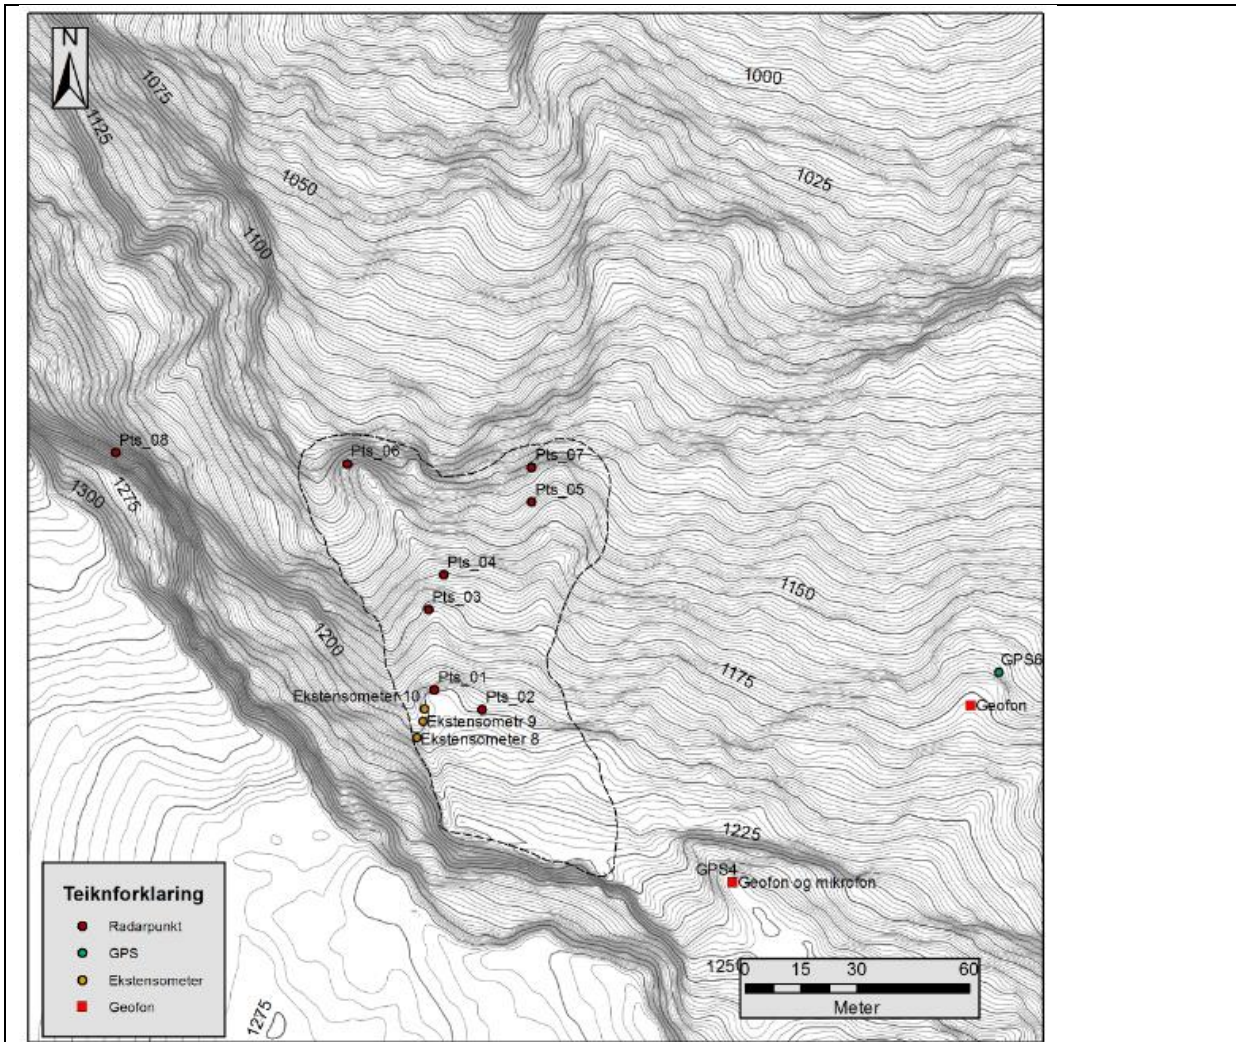 N
1000
1075
1125
1050
1025
1100
Pts_08
Pts_06
Pts_07
1275
1300
Pts_05
Pts_04
1150
Pts_03
1200
GPS6
1175
Pts_01
Ekstensometer 10
Pts_02
Geofon
Ekstensometr 9
Ekstensometer 8
1225
GPS4
Geofon og mikrofon
Teiknforklaring
Radarpunkt
GPS
Ekstensometer
Geofon
1250
0 15 30 60
Meter
1275